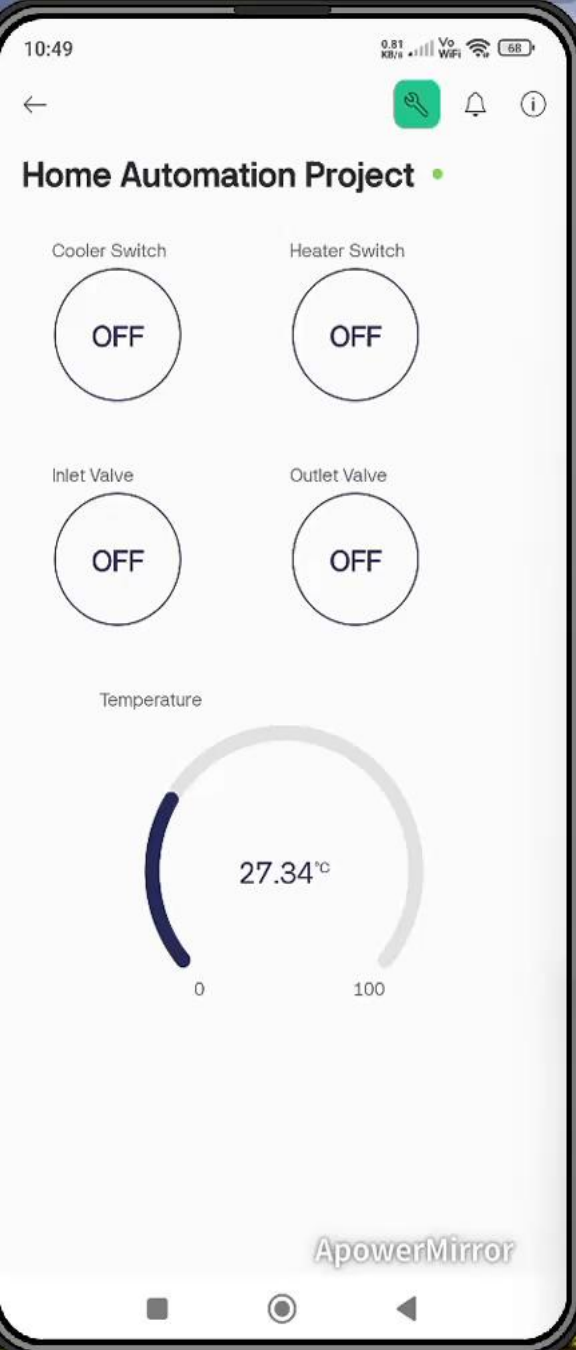 10:49
0.81 KB/s Vo WiFi 68
Home Automation Project
Cooler Switch Heater Switch
OFF OFF
Inlet Valve Outlet Valve
OFF OFF
Temperature
27.34°C
0 100
ApowerMirror